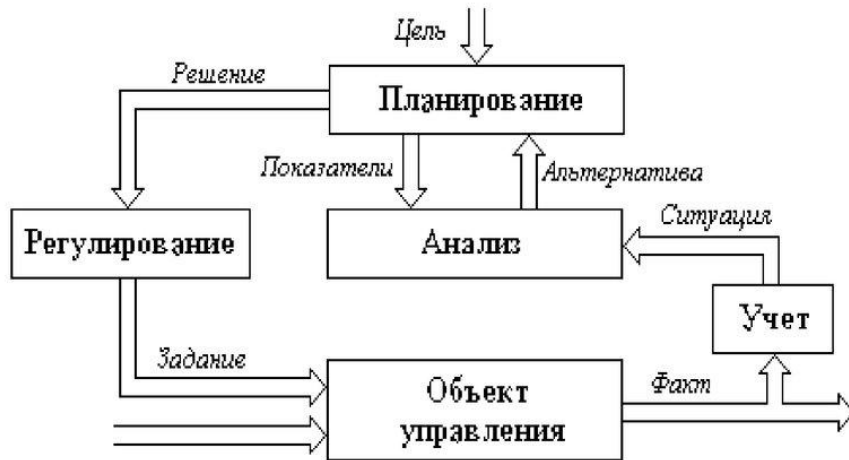 Цель
Решение
Планирование
Показатели
Альтернатива
Ситуация
Регулирование
Анализ
Учет
Задание
Объект
управления
Факт